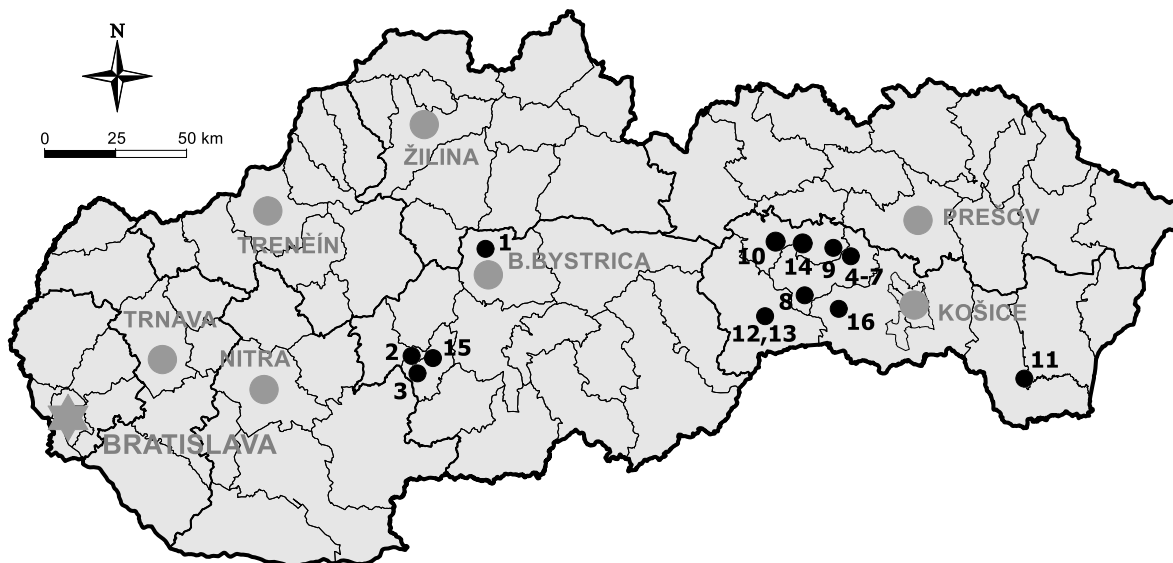 N
0 25 50 km
ŽILINA
TRENÈÍN
PREŠOV
1
B.BYSTRICA
10
14
9
4-7
8
16
KOŠICE
12,13
TRNAVA
NITRA
2
15
3
11
BRATISLAVA